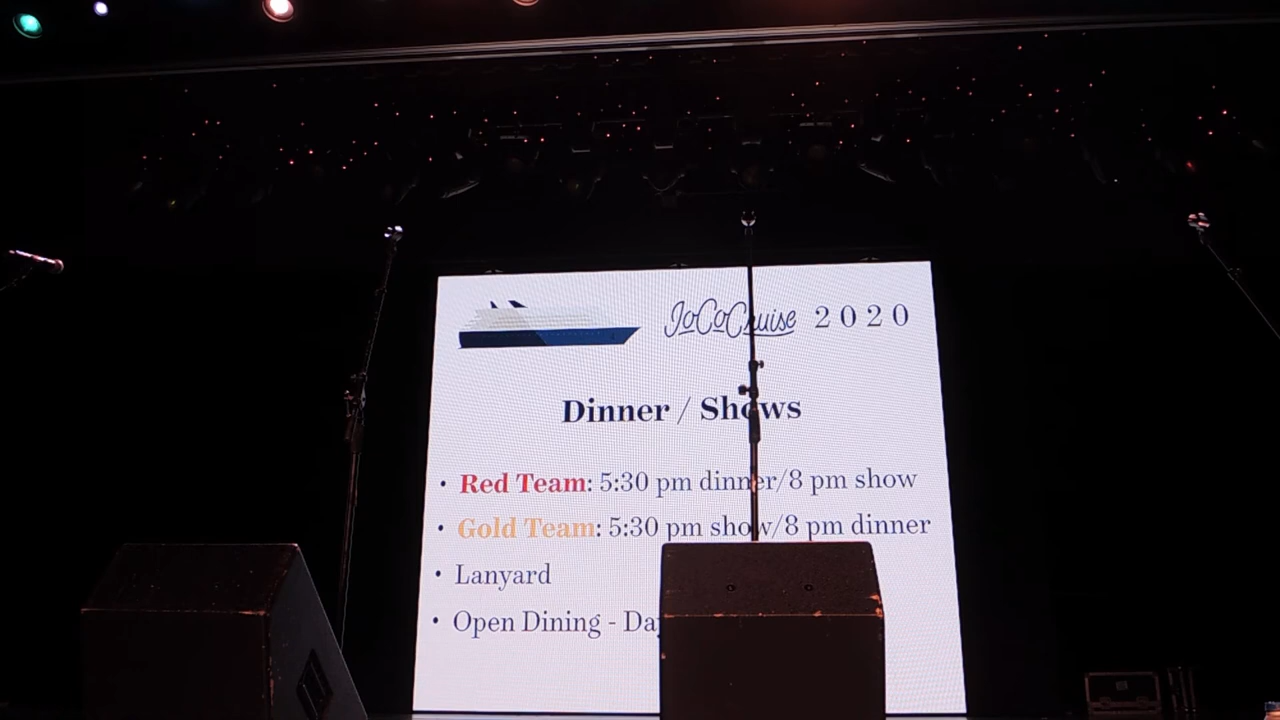 JoCoCruise 2020
Dinner / Shows
• Red Team: 5:30 pm dinner/8 pm show
• Gold Team: 5:30 pm show/8 pm dinner
• Lanyard
• Open Dining -